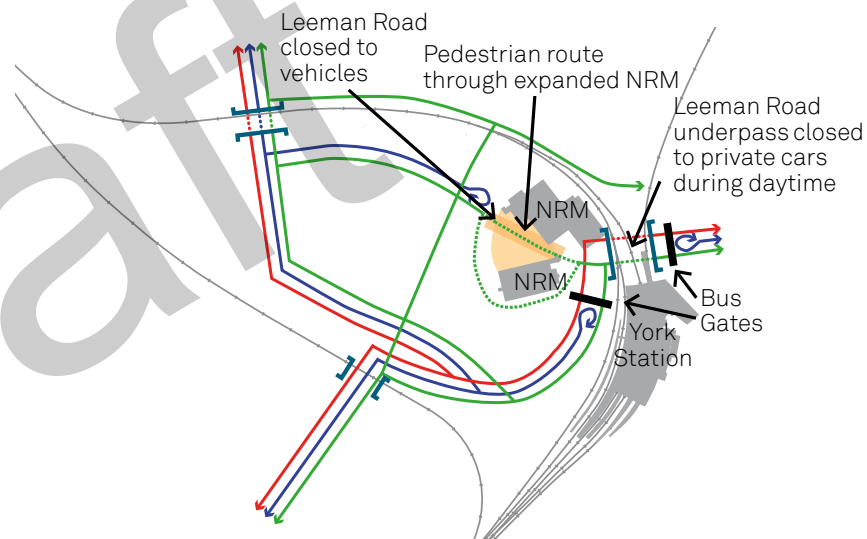 Leeman Road
closed to
vehicles
Pedestrian route
through expanded NRM
Leeman Road
underpass closed
to private cars
during daytime
NRM
NRM
Bus
Gates
York
Station
aft